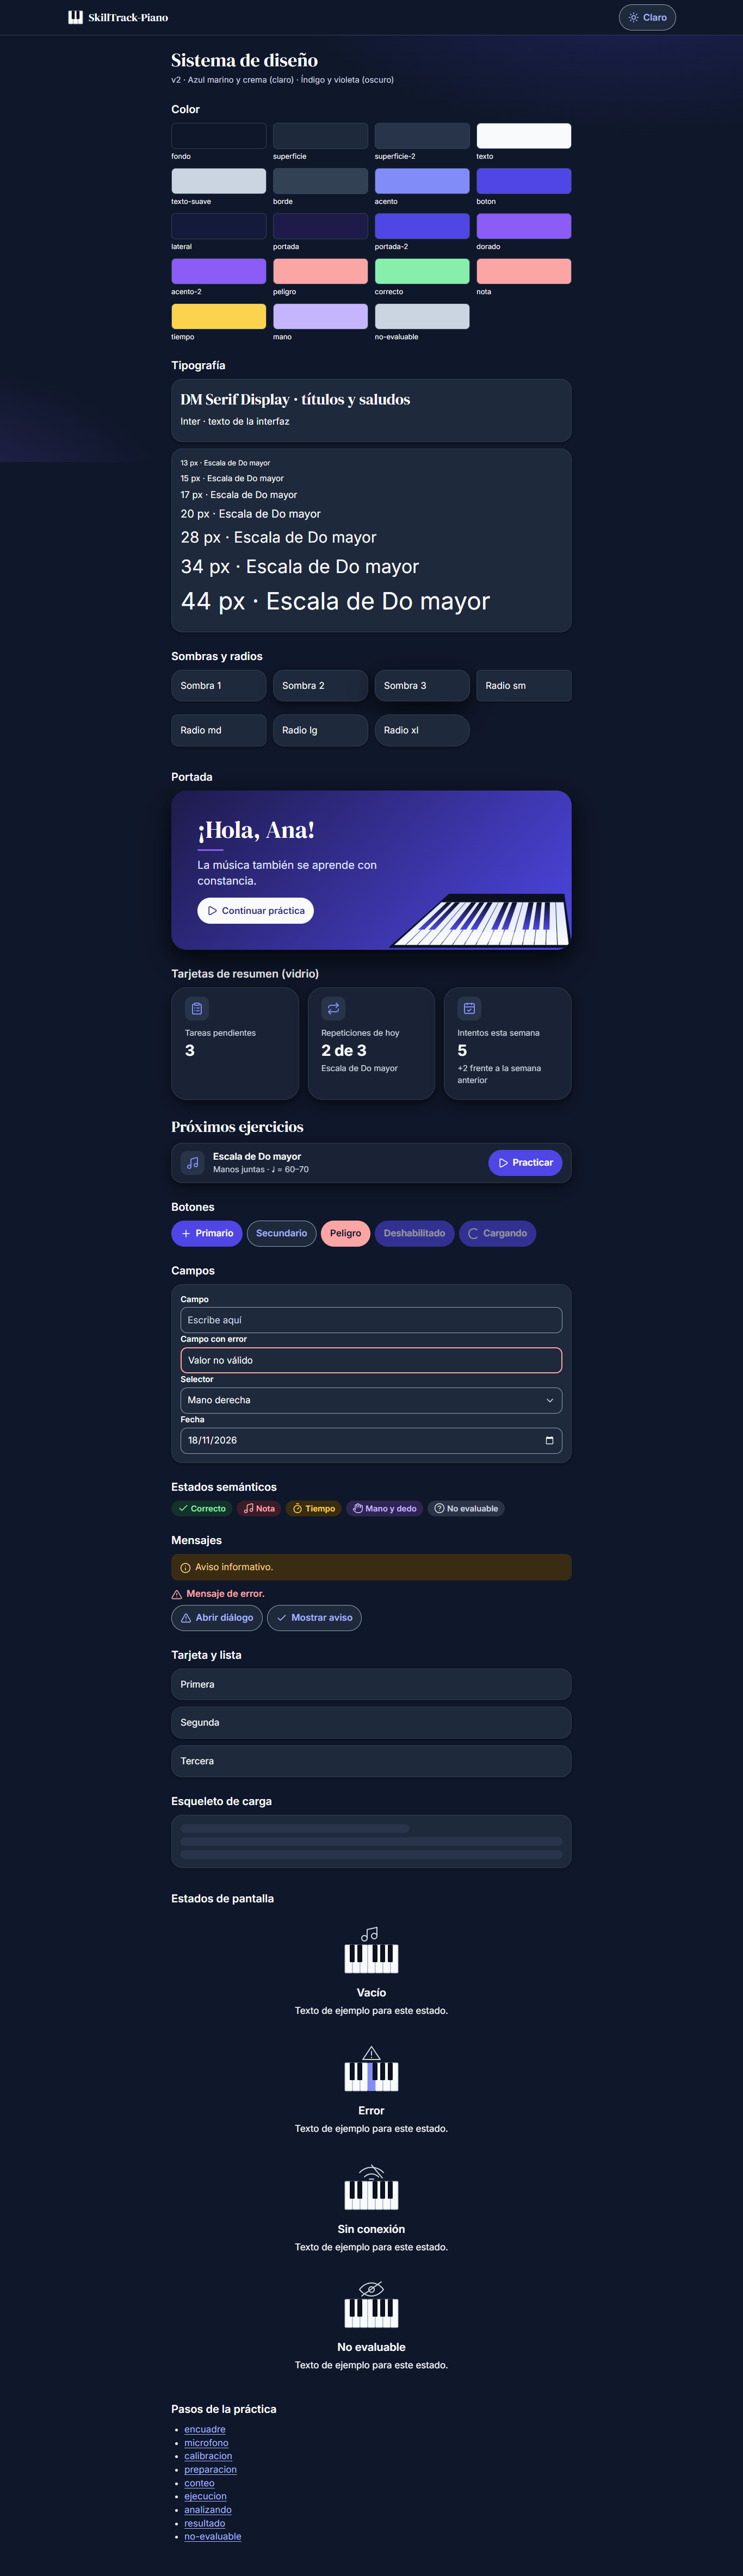 SkillTrack-Piano
Claro
Sistema de diseño
v2 · Azul marino y crema (claro) · Índigo y violeta (oscuro)
Color
fondo
superficie
superficie-2
texto
texto-suave
borde
acento
boton
lateral
portada
portada-2
dorado
acento-2
peligro
correcto
nota
tiempo
mano
no-evaluable
Tipografía
DM Serif Display · títulos y saludos
Inter · texto de la interfaz
13 px · Escala de Do mayor
15 px · Escala de Do mayor
17 px · Escala de Do mayor
20 px · Escala de Do mayor
28 px · Escala de Do mayor
34 px · Escala de Do mayor
44 px · Escala de Do mayor
Sombras y radios
Sombra 1
Sombra 2
Sombra 3
Radio sm
Radio md
Radio lg
Radio xl
Portada
¡Hola, Ana!
La música también se aprende con
constancia.
Continuar práctica
Tarjetas de resumen (vidrio)
Tareas pendientes
3
Repeticiones de hoy
2 de 3
Escala de Do mayor
Intentos esta semana
5
+2 frente a la semana
anterior
Próximos ejercicios
Escala de Do mayor
Manos juntas · ♩ = 60–70
Practicar
Botones
Primario
Secundario
Peligro
Deshabilitado
Cargando
Campos
Campo
Escribe aquí
Campo con error
Valor no válido
Selector
Mano derecha
Fecha
18/11/2026
Estados semánticos
Correcto
Nota
Tiempo
Mano y dedo
No evaluable
Mensajes
Aviso informativo.
Mensaje de error.
Abrir diálogo
Mostrar aviso
Tarjeta y lista
Primera
Segunda
Tercera
Esqueleto de carga
Estados de pantalla
Vacío
Texto de ejemplo para este estado.
Error
Texto de ejemplo para este estado.
Sin conexión
Texto de ejemplo para este estado.
No evaluable
Texto de ejemplo para este estado.
Pasos de la práctica
encuadre
microfono
calibracion
preparacion
conteo
ejecucion
analizando
resultado
no-evaluable